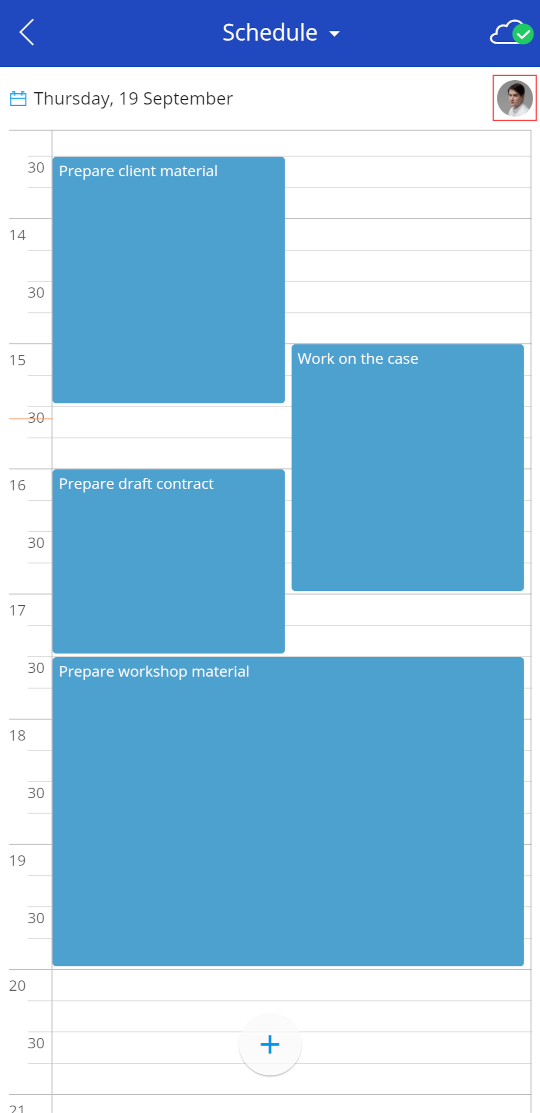 Schedule
Thursday, 19 September
30
Prepare client material
14
30
15
Work on the case
30
16
Prepare draft contract
30
17
30
Prepare workshop material
18
30
19
30
20
30
21